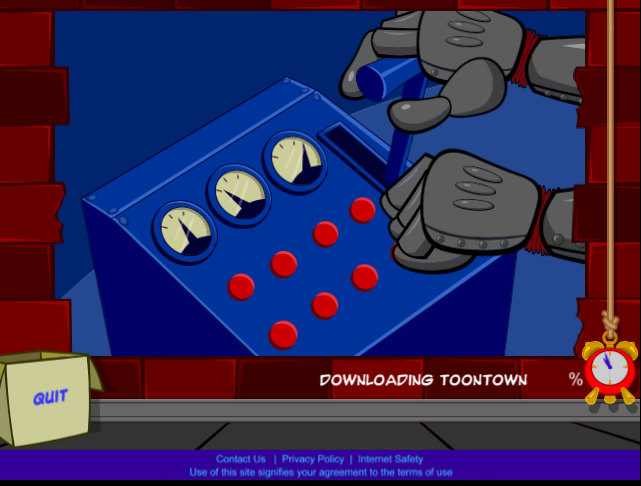 DOWNLOADING TOONTOWN %
QUIT
Contact Us | Privacy Policy | Internet Safety
Use of this site signifies your agreement to the terms of use